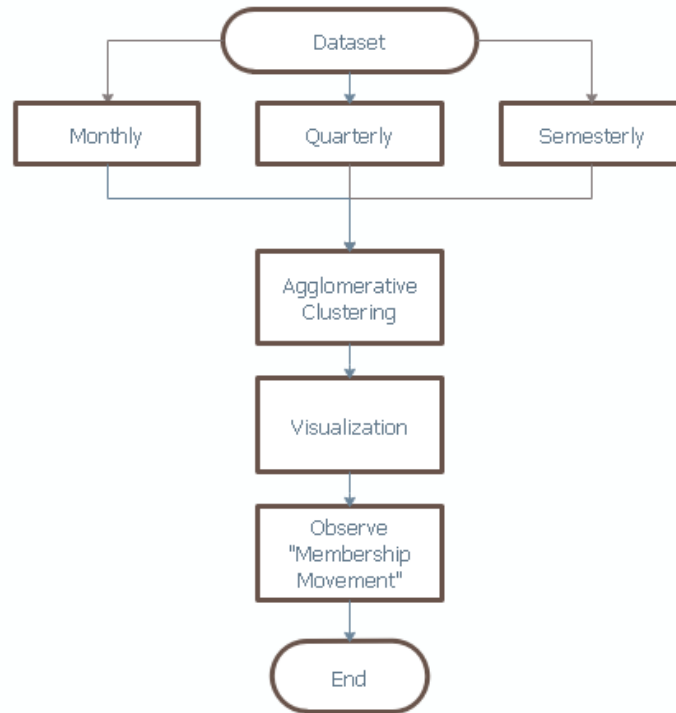 Dataset
Monthly
Quarterly
Semesterly
Agglomerative
Clustering
Visualization
Observe
"Membership
Movement"
End